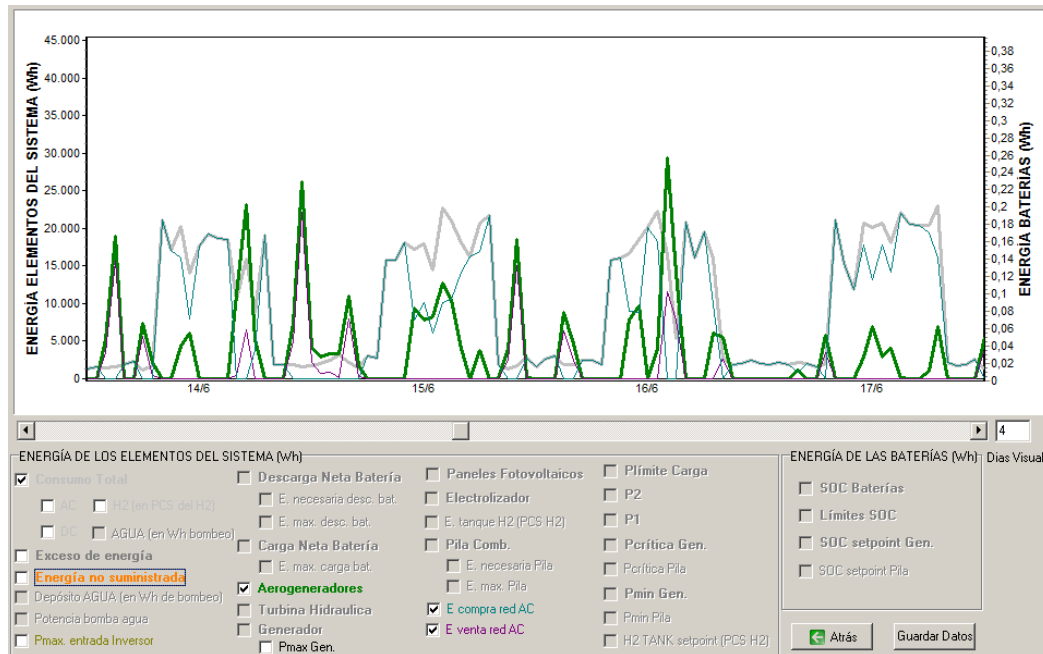 45.000
40.000
35.000
30.000
25.000
20.000
15.000
10.000
5.000
0
ENERGÍA ELEMENTOS DEL SISTEMA (Wh)
0,38
0,36
0,34
0,32
0,3
0,28
0,26
0,24
0,22
0,2
0,18
0,16
0,14
0,12
0,1
0,08
0,06
0,04
0,02
0
ENERGÍA BATERÍAS (Wh)
14/6
15/6
16/6
17/6
4
Dias Visual
ENERGÍA DE LOS ELEMENTOS DEL SISTEMA (Wh)
Consumo Total
AC
H2 (en PCS del H2)
DC
AGUA (en Wh bombeo)
Exceso de energía
Energía no suministrada
Depósito AGUA (en Wh de bombeo)
Potencia bomba agua
Pmax. entrada Inversor
Descarga Neta Batería
E. necesaria desc. bat.
E. max. desc. bat.
Carga Neta Batería
E. max. carga bat.
Aerogeneradores
Turbina Hidraulica
Generador
Pmax Gen.
Paneles Fotovoltaicos
Electrolizador
E. tanque H2 (PCS H2)
Pila Comb.
E. necesaria Pila
E. max. Pila
E compra red AC
E venta red AC
Plímite Carga
P2
P1
Pcrítica Gen.
Pcrítica Pila
Pmin Gen.
Pmin Pila
H2 TANK setpoint (PCS H2)
ENERGÍA DE LAS BATERÍAS (Wh)
SOC Baterías
Límites SOC
SOC setpoint Gen.
SOC setpoint Pila
Atrás
Guardar Datos